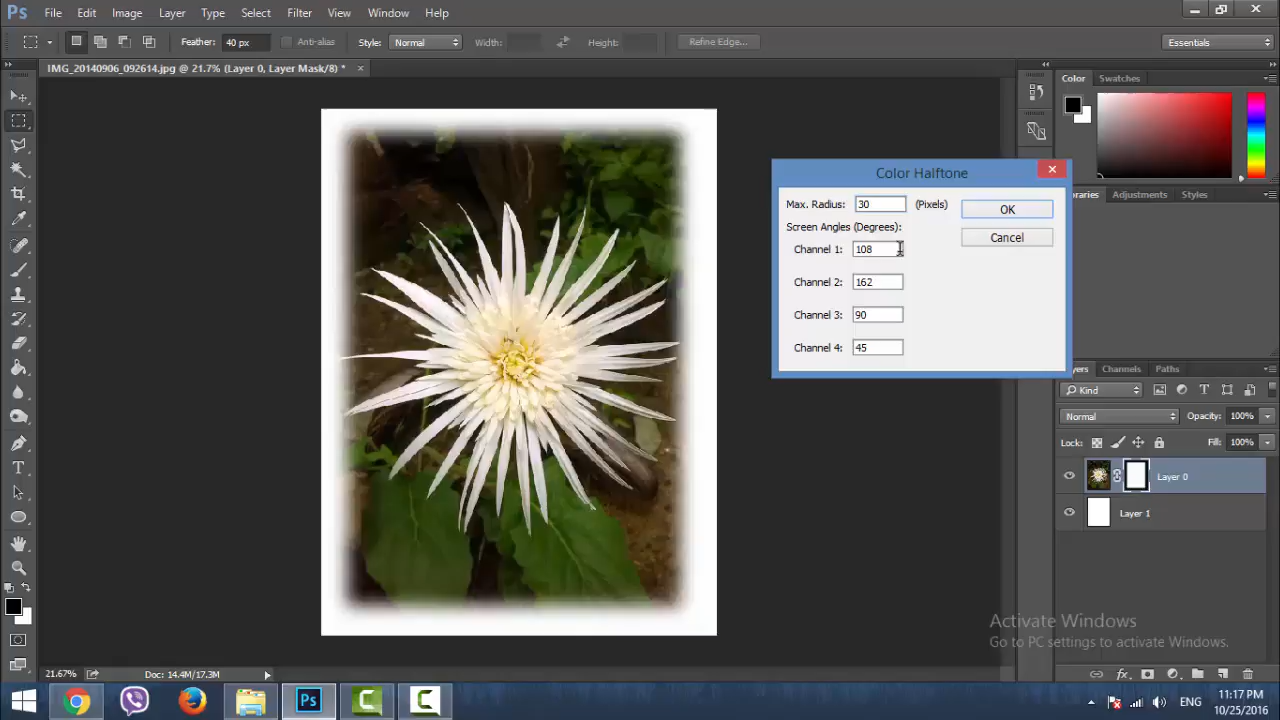 Ps File Edit Image Layer Type Select Filter View Window Help
Feather: 40 px Anti-alias Style: Normal Width: Height: Refine Edge... Essentials
IMG_20140906_092614.jpg @ 21.7% (Layer 0, Layer Mask/8) * ×
Color Swatches
Color Halftone
Max. Radius: 30 (Pixels) OK
Screen Angles (Degrees):
Cancel
Channel 1: 108
Channel 2: 162
Channel 3: 90
Channel 4: 45
raries Adjustments Styles
yers Channels Paths
Kind
Normal Opacity: 100%
Lock: Fill: 100%
Layer 0
Layer 1
Activate Windows
Go to PC settings to activate Windows.
21.67% Doc: 14.4M/17.3M
fx
Ps ENG 11:17 PM
10/25/2016